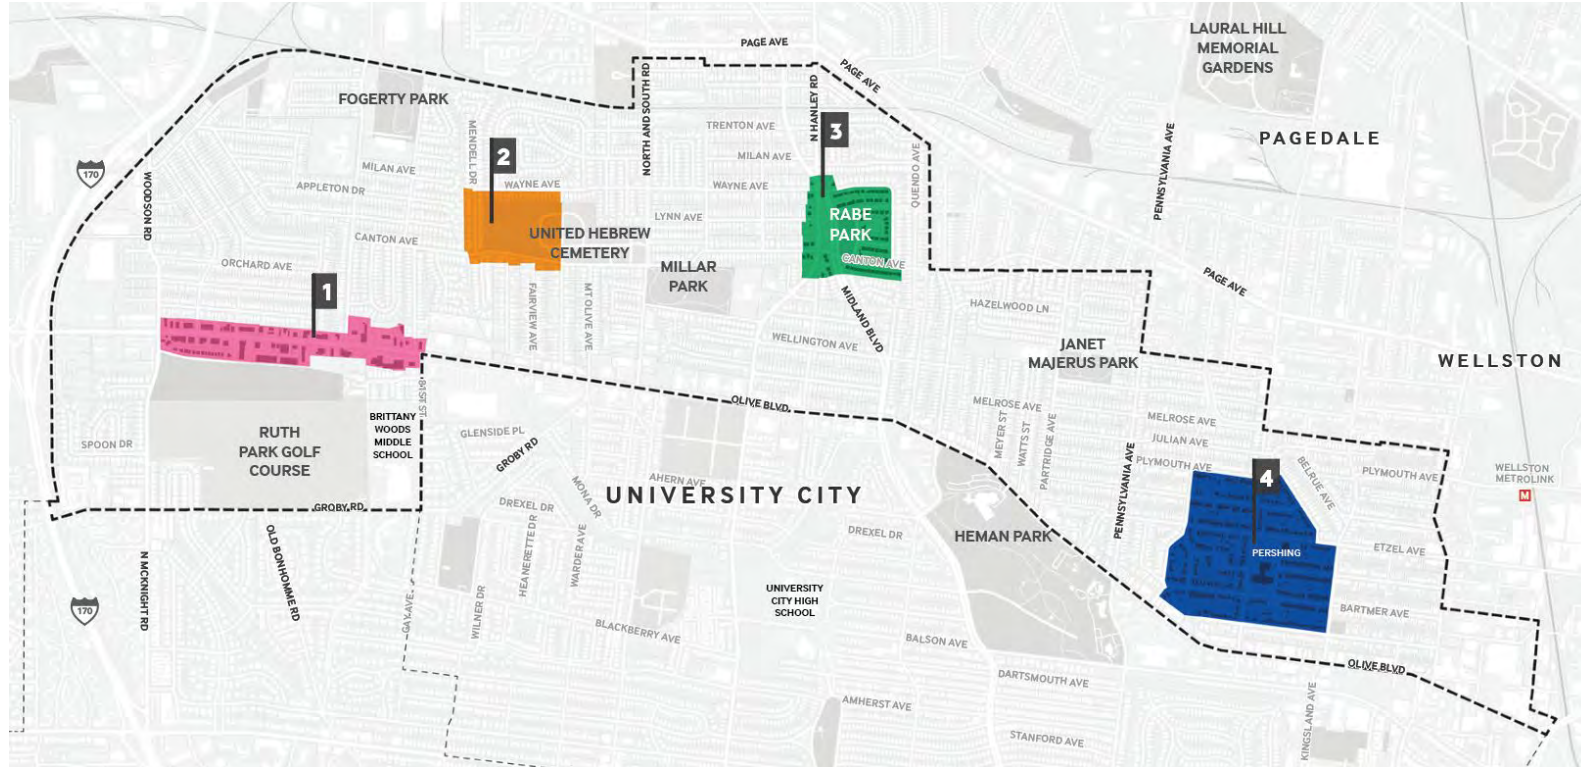 LAURAL HILL
MEMORIAL
GARDENS
PAGE AVE
PAGE AVE
FOGERTY PARK
NORTH AND SOUTH RD
N HANLEY RD
3
TRENTON AVE
MILAN AVE
WAYNE AVE
PENNSYLVANIA AVE
PAGEDALE
MENDELL DR
2
WAYNE AVE
QUENDO AVE
170
WOODSON RD
MILAN AVE
APPLETON DR
CANTON AVE
ORCHARD AVE
UNITED HEBREW
CEMETERY
LYNN AVE
RABE
PARK
CANTON AVE
MILLAR
PARK
1
FAIRVIEW AVE
MT OLIVE AVE
MIDLAND BLVD
WELLINGTON AVE
HAZELWOOD LN
PAGE AVE
JANET
MAJERUS PARK
WELLSTON
OLIVE BLVD
81ST ST
BRITTANY
WOODS
MIDDLE
SCHOOL
RUTH
PARK GOLF
COURSE
SPOON DR
GLENSIDE PL
GROBY RD
MELROSE AVE
MEYER ST
WATTS ST
PARTRIDGE AVE
MELROSE AVE
JULIAN AVE
PLYMOUTH AVE
PENNSYLVANIA AVE
4
BELRUE AVE
PLYMOUTH AVE
WELLSTON
METROLINK
M
AHERN AVE
UNIVERSITY CITY
MONA DR
DREXEL DR
GROBY RD
HEMAN PARK
DREXEL DR
PERSHING
ETZEL AVE
N MCKNIGHT RD
OLD BONHOMME RD
170
GAY AVE
WILNER DR
HEANERETTE DR
WARDER AVE
UNIVERSITY
CITY HIGH
SCHOOL
BLACKBERRY AVE
BALSON AVE
BARTMER AVE
OLIVE BLVD
DARTSMOUTH AVE
AMHERST AVE
STANFORD AVE
KINGSLAND AVE